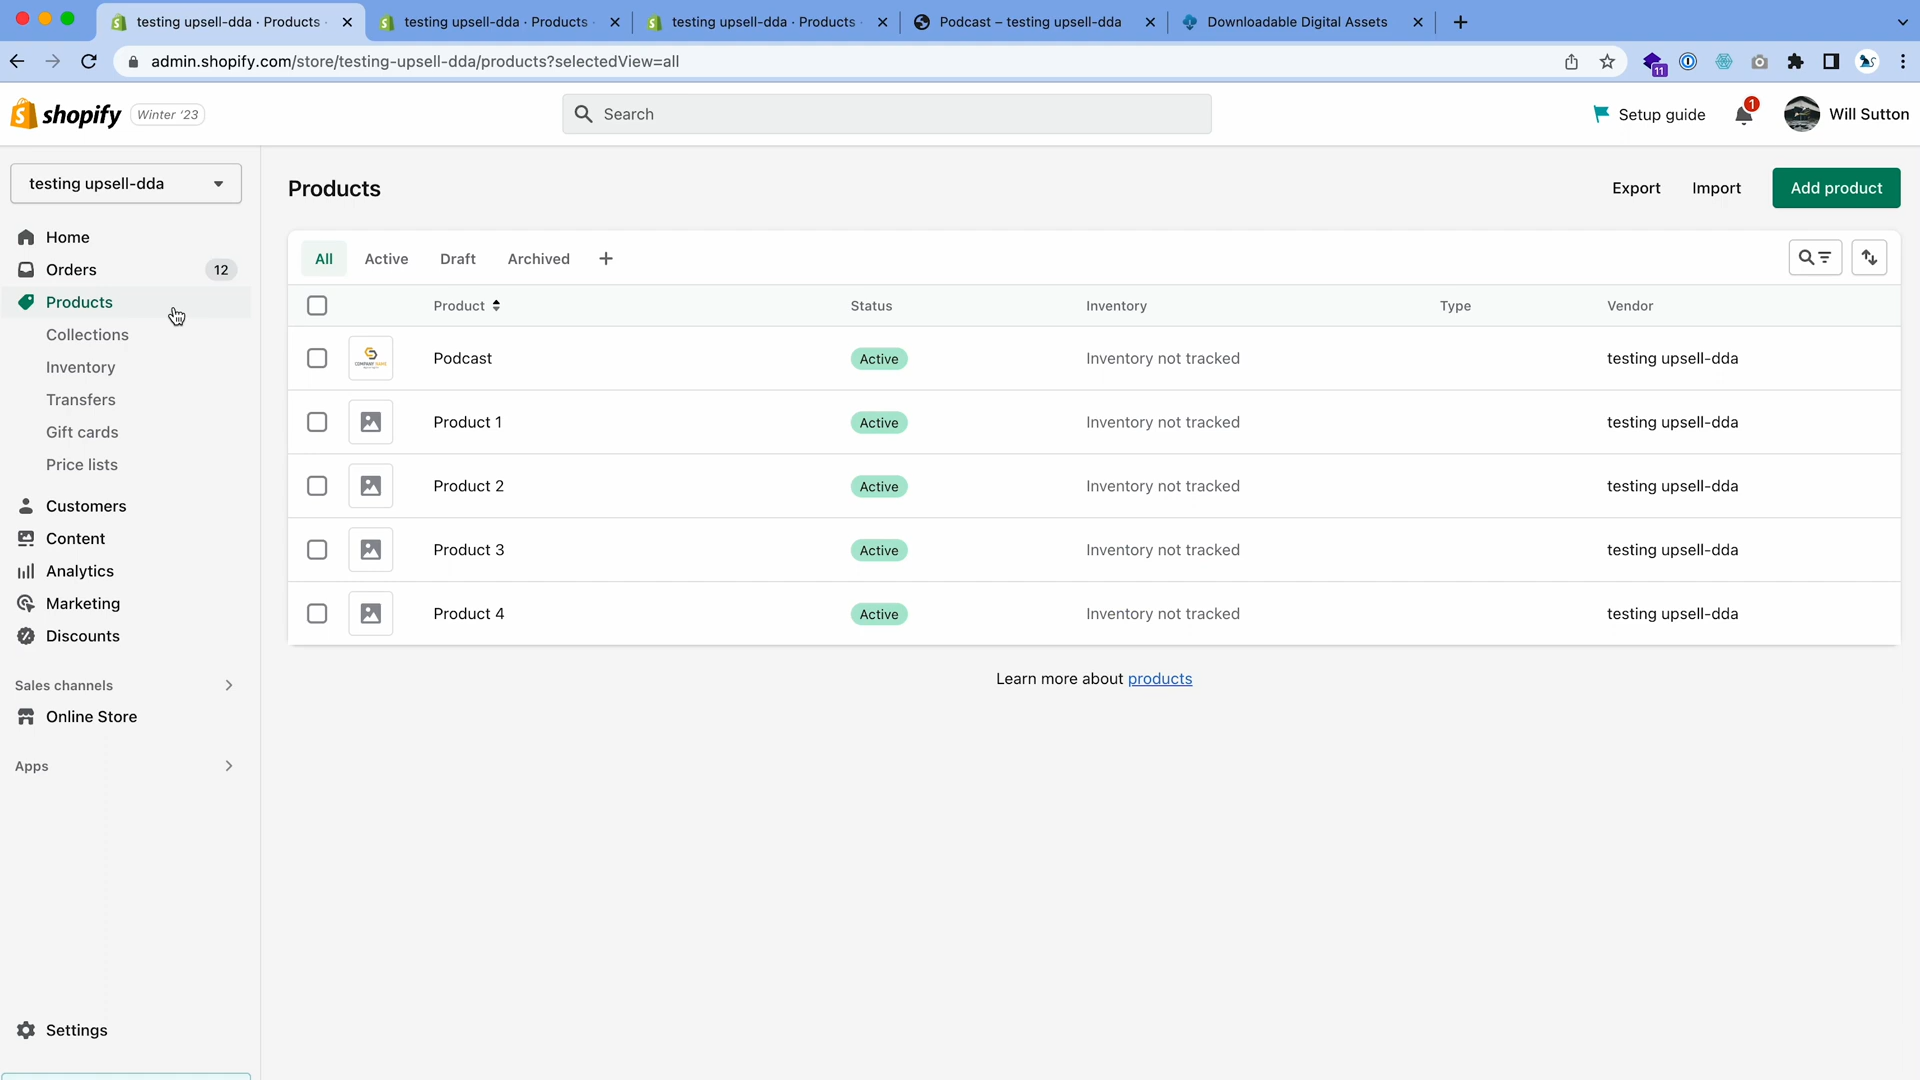 testing upsell-dda · Products · testing upsell-dda · Products · testing upsell-dda · Products · Podcast – testing upsell-dda Downloadable Digital Assets
admin.shopify.com/store/testing-upsell-dda/products?selectedView=all
11
shopify Winter '23 Search Setup guide 1 Will Sutton
testing upsell-dda
Products Export Import Add product
Home
Orders 12
Products
Collections
Inventory
Transfers
Gift cards
Price lists
Customers
Content
Analytics
Marketing
Discounts
Sales channels
Online Store
Apps
Settings
All Active Draft Archived
Product Status Inventory Type Vendor
COMPANY NAME
Podcast Active Inventory not tracked testing upsell-dda
Product 1 Active Inventory not tracked testing upsell-dda
Product 2 Active Inventory not tracked testing upsell-dda
Product 3 Active Inventory not tracked testing upsell-dda
Product 4 Active Inventory not tracked testing upsell-dda
Learn more about products